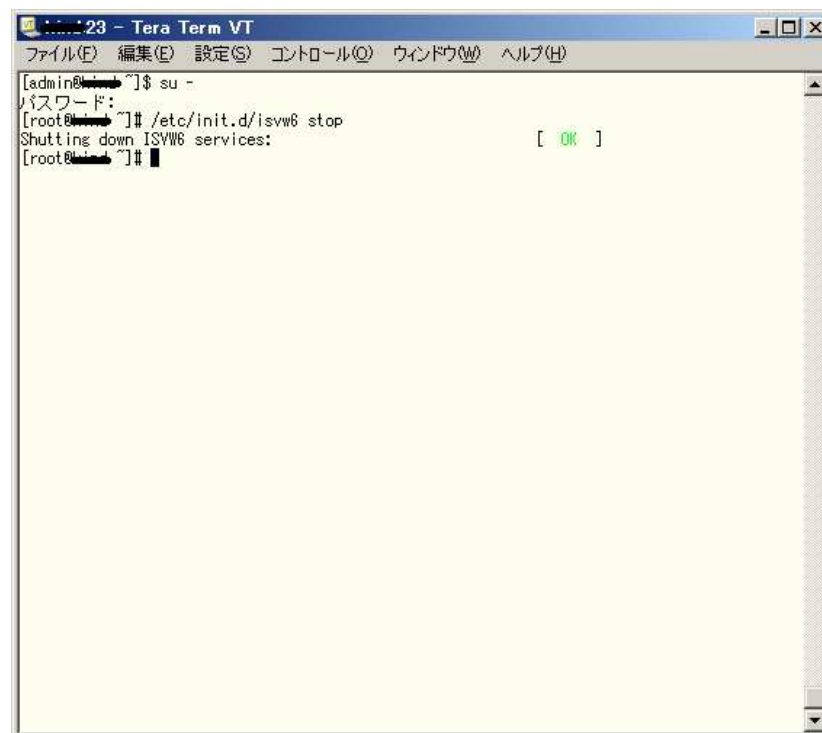 23 - Tera Term VT
ファイル(F) 編集(E) 設定(S) コントロール(O) ウィンドウ(W) ヘルプ(H)
[admin@ ~]$ su -
パスワード:
[root@ ~]# /etc/init.d/isvw6 stop
Shutting down ISVW6 services: [ OK ]
[root@ ~]#